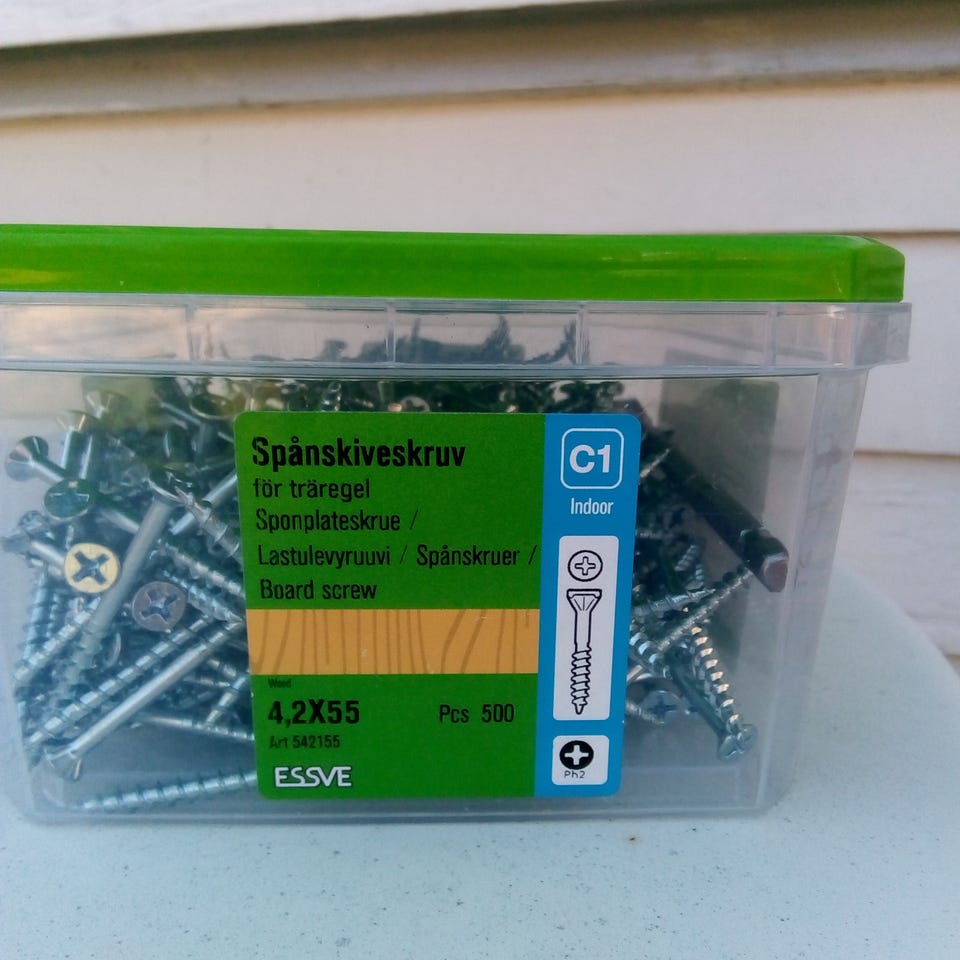 Spånskiveskruv
för träregel
Sponplateskrue /
Lastulevyruuvi / Spånskruer /
Board screw
Wood
4,2X55 Pcs 500
Art 542155
ESSVE
C1
Indoor
Ph2